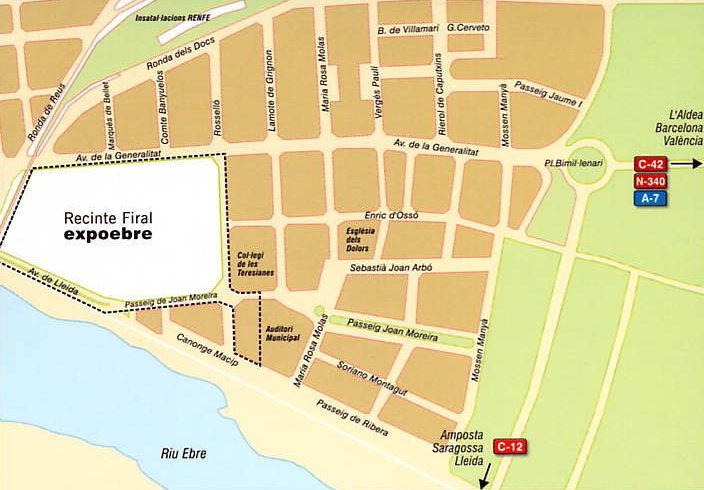 Instal·lacions RENFE
B. de Villamarí
G.Cerveto
Ronda dels Docs
Ronda de Reus
Marquès de Bellet
Comte Banyuelos
Rosselló
Lamote de Grignon
Maria Rosa Molas
Vergés Paulí
Rierol de Caputxins
Mossen Manyà
Passeig Jaume I
L'Aldea
Barcelona
València
C-42
N-340
A-7
Av. de la Generalitat
Av. de la Generalitat
Pl.Bimil·lenari
Recinte Firal
expoebre
Enric d'Ossó
Església
dels
Dolors
Col·legi
de les
Teresianes
Sebastià Joan Arbó
Av. de Lleida
Passeig de Joan Moreira
Auditori
Municipal
Maria Rosa Molas
Passeig Joan Moreira
Mossen Manyà
Canonge Macip
Soriano Montagut
Passeig de Ribera
Riu Ebre
Amposta
Saragossa
Lleida
C-12